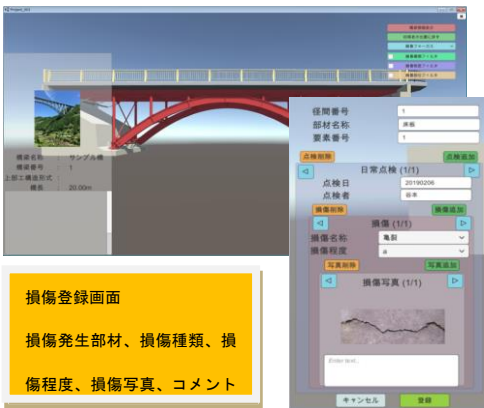 Project_SU1
橋梁名称 : サンプル橋
橋梁番号 : 1
上部工構造形式 :
橋長 : 20.00m
径間番号 1
部材名称 床板
要素番号 1
点検削除 点検追加
日常点検 (1/1)
点検日 20190206
点検者 谷本
損傷削除 損傷追加
損傷 (1/1)
損傷名称 亀裂
損傷程度 a
写真削除 写真追加
損傷写真 (1/1)
Enter text...
キャンセル 登録
損傷登録画面
損傷発生部材、損傷種類、損
傷程度、損傷写真、コメント